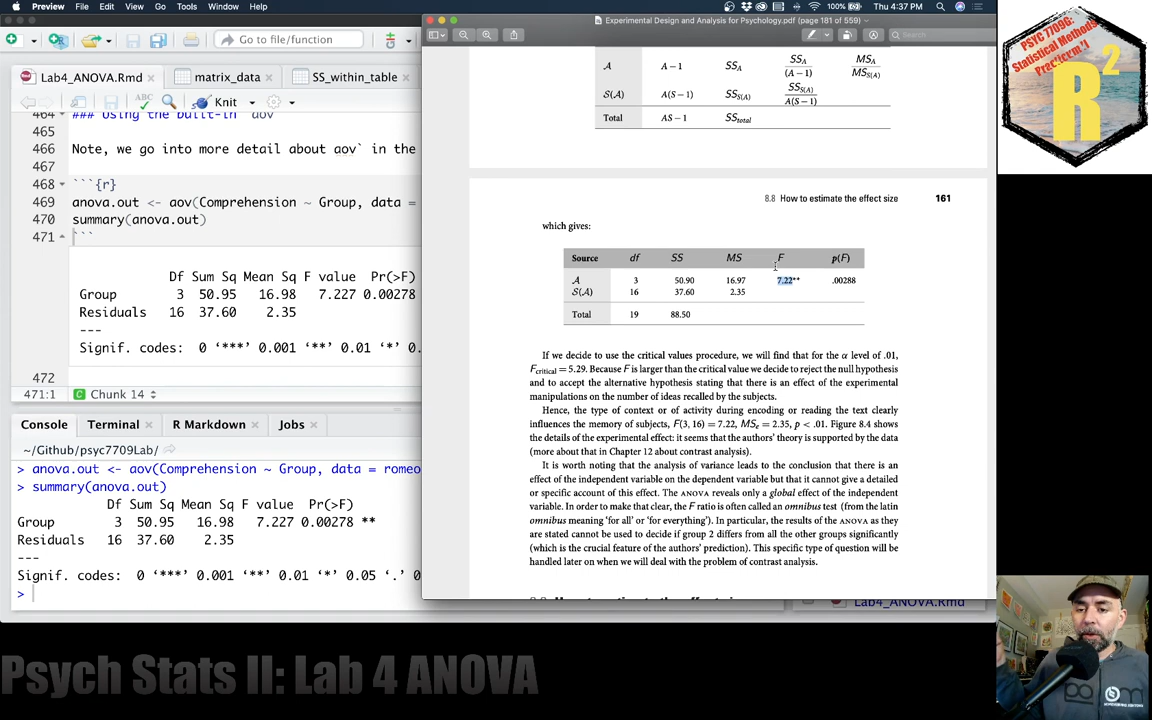 Preview File Edit View Go Tools Window Help
100% Thu 4:37 PM
Experimental Design and Analysis for Psychology.pdf (page 181 of 559)
Search
Go to file/function
Lab4_ANOVA.Rmd matrix_data SS_within_table
Knit
464 ### Using the built-in `aov`
465
466 Note, we go into more detail about aov` in the
467
468 ```{r}
469 anova.out <- aov(Comprehension ~ Group, data =
470 summary(anova.out)
471 ```
Df Sum Sq Mean Sq F value Pr(>F)
Group 3 50.95 16.98 7.227 0.00278
Residuals 16 37.60 2.35
---
Signif. codes: 0 ‘***’ 0.001 ‘**’ 0.01 ‘*’ 0.
472
471:1 C Chunk 14
Console Terminal R Markdown Jobs
~/Github/psyc7709Lab/
> anova.out <- aov(Comprehension ~ Group, data = romeo
> summary(anova.out)
Df Sum Sq Mean Sq F value Pr(>F)
Group 3 50.95 16.98 7.227 0.00278 **
Residuals 16 37.60 2.35
---
Signif. codes: 0 ‘***’ 0.001 ‘**’ 0.01 ‘*’ 0.05 ‘.’ 0
>
A A−1 SSA SSA/(A−1) MSA/MSS(A)
S(A) A(S−1) SSS(A) SSS(A)/A(S−1)
Total AS−1 SStotal
8.8 How to estimate the effect size 161
which gives:
Source df SS MS F p(F)
A 3 50.90 16.97 7.22** .00288
S(A) 16 37.60 2.35
Total 19 88.50
If we decide to use the critical values procedure, we will find that for the α level of .01,
Fcritical = 5.29. Because F is larger than the critical value we decide to reject the null hypothesis
and to accept the alternative hypothesis stating that there is an effect of the experimental
manipulations on the number of ideas recalled by the subjects.
Hence, the type of context or of activity during encoding or reading the text clearly
influences the memory of subjects, F(3, 16) = 7.22, MSe = 2.35, p < .01. Figure 8.4 shows
the details of the experimental effect: it seems that the authors’ theory is supported by the data
(more about that in Chapter 12 about contrast analysis).
It is worth noting that the analysis of variance leads to the conclusion that there is an
effect of the independent variable on the dependent variable but that it cannot give a detailed
or specific account of this effect. The ANOVA reveals only a global effect of the independent
variable. In order to make that clear, the F ratio is often called an omnibus test (from the latin
omnibus meaning ‘for all’ or ‘for everything’). In particular, the results of the ANOVA as they
are stated cannot be used to decide if group 2 differs from all the other groups significantly
(which is the crucial feature of the authors’ prediction). This specific type of question will be
handled later on when we will deal with the problem of contrast analysis.
Lab4_ANOVA.Rmd
PSYC 7709G:
Statistical Methods
Practicum 1
R2
Psych Stats II: Lab 4 ANOVA